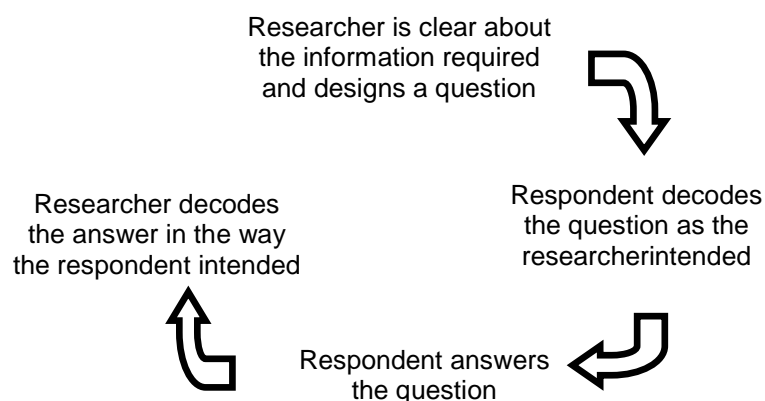 Researcher is clear about
the information required
and designs a question
Respondent decodes
the question as the
researcherintended
Respondent answers
the question
Researcher decodes
the answer in the way
the respondent intended